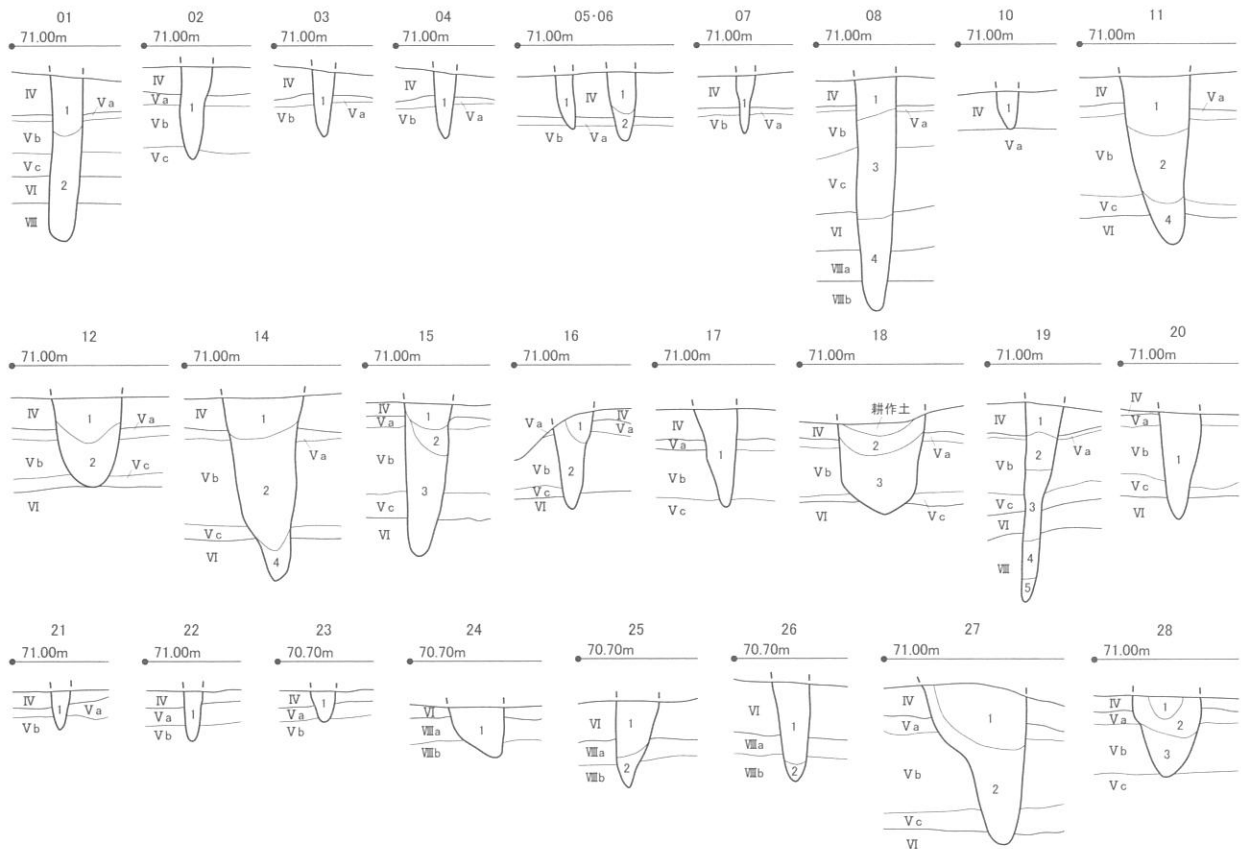 01 02 03 04 05・06 07 08 10 11
71.00m 71.00m 71.00m 71.00m 71.00m 71.00m 71.00m 71.00m 71.00m
Ⅳ 1 Ⅴa Ⅴb Ⅴc 2 Ⅵ Ⅷ
Ⅳ Ⅴa 1 Ⅴb Ⅴc
Ⅳ 1 Ⅴb Ⅴa
Ⅳ 1 Ⅴb Ⅴa
1 Ⅳ 1 2 Ⅴb Ⅴa
Ⅳ 1 Ⅴb Ⅴa
Ⅳ 1 Ⅴa Ⅴb 3 Ⅴc Ⅵ 4 Ⅷa Ⅷb
Ⅳ 1 Ⅴa
Ⅳ 1 Ⅴa Ⅴb 2 Ⅴc 4 Ⅵ
12 14 15 16 17 18 19 20
71.00m 71.00m 71.00m 71.00m 71.00m 71.00m 71.00m 71.00m
Ⅳ 1 Ⅴa Ⅴb 2 Ⅴc Ⅵ
Ⅳ 1 Ⅴa Ⅴb 2 Ⅴc Ⅵ 4
Ⅳ Ⅴa 1 2 Ⅴb 3 Ⅴc Ⅵ
Ⅴa 1 Ⅳ Ⅴa Ⅴb 2 Ⅴc Ⅵ
Ⅳ Ⅴa 1 Ⅴb Ⅴc
耕作土 Ⅳ 2 Ⅴa Ⅴb 3 Ⅵ Ⅴc
Ⅳ 1 Ⅴa 2 Ⅴb Ⅴc 3 Ⅵ 4 Ⅷ 5
Ⅳ Ⅴa Ⅴb 1 Ⅴc Ⅵ
21 22 23 24 25 26 27 28
71.00m 71.00m 70.70m 70.70m 70.70m 70.70m 71.00m 71.00m
Ⅳ 1 Ⅴa Ⅴb
Ⅳ Ⅴa 1 Ⅴb
Ⅳ 1 Ⅴa Ⅴb
Ⅵ Ⅷa 1 Ⅷb
Ⅵ 1 Ⅷa 2 Ⅷb
Ⅵ 1 Ⅷa Ⅷb 2
Ⅳ 1 Ⅴa Ⅴb 2 Ⅴc Ⅵ
Ⅳ 1 Ⅴa 2 Ⅴb 3 Ⅴc